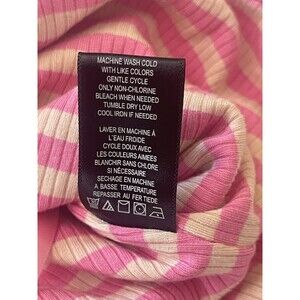 MACHINE WASH COLD
WITH LIKE COLORS
GENTLE CYCLE
ONLY NON-CHLORINE
BLEACH WHEN NEEDED
TUMBLE DRY LOW
COOL IRON IF NEEDED
LAVER EN MACHINE À
L'EAU FROIDE
CYCLE DOUX AVEC
LES COULEURS AIMÉES
BLANCHIR SANS CHLORE
SI NÉCESSAIRE
SECHAGE EN MACHINE
A BASSE TEMPÉRATURE
REPASSER AU FER TIEDE